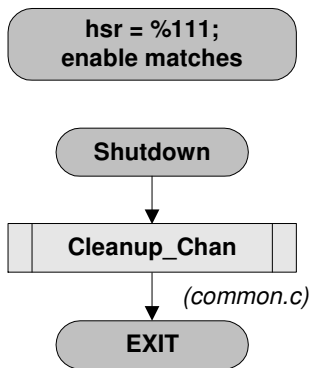 hsr = %111;
enable matches
Shutdown
Cleanup_Chan
(common.c)
EXIT